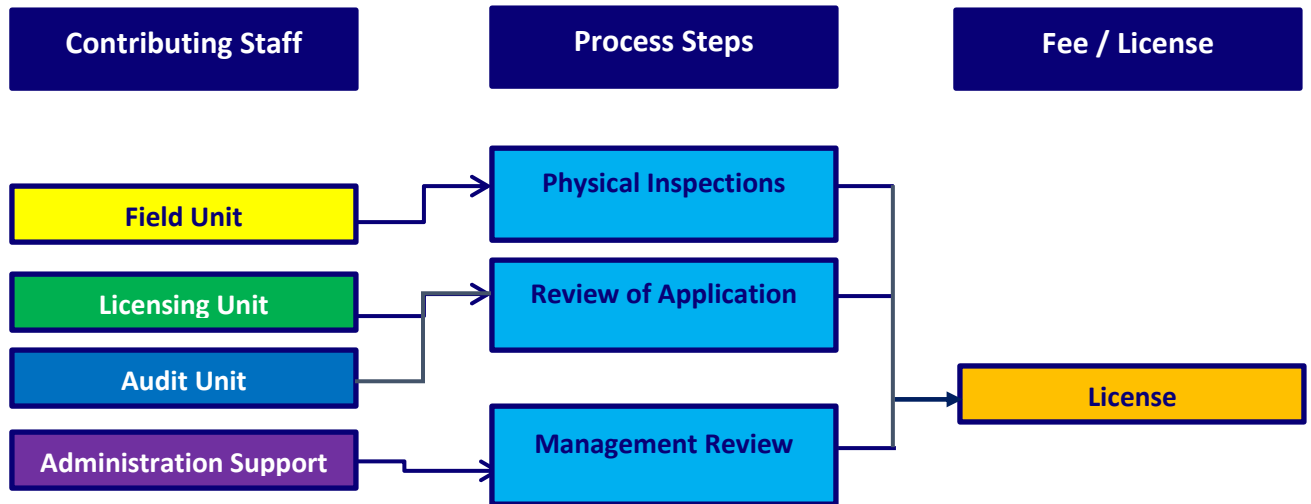 Contributing Staff
Process Steps
Fee / License
Physical Inspections
Field Unit
Review of Application
Licensing Unit
Audit Unit
License
Management Review
Administration Support